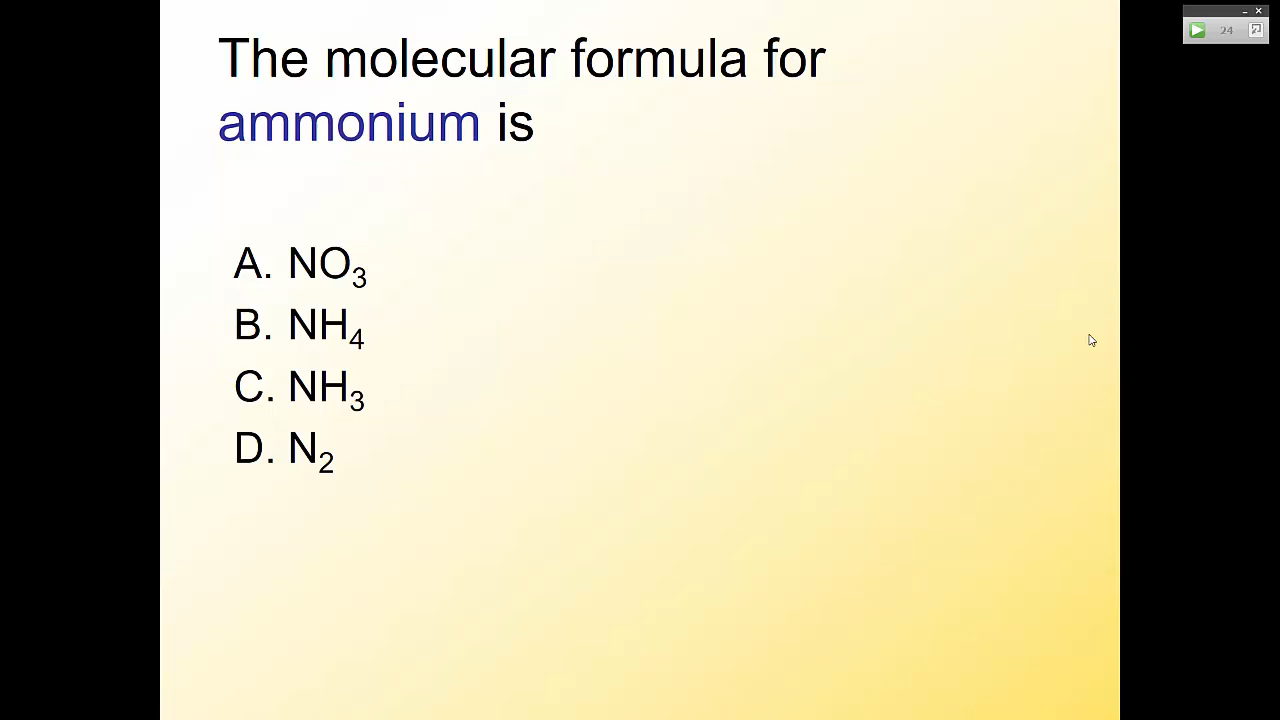 The molecular formula for
ammonium is
A. NO₃
B. NH₄
C. NH₃
D. N₂
24